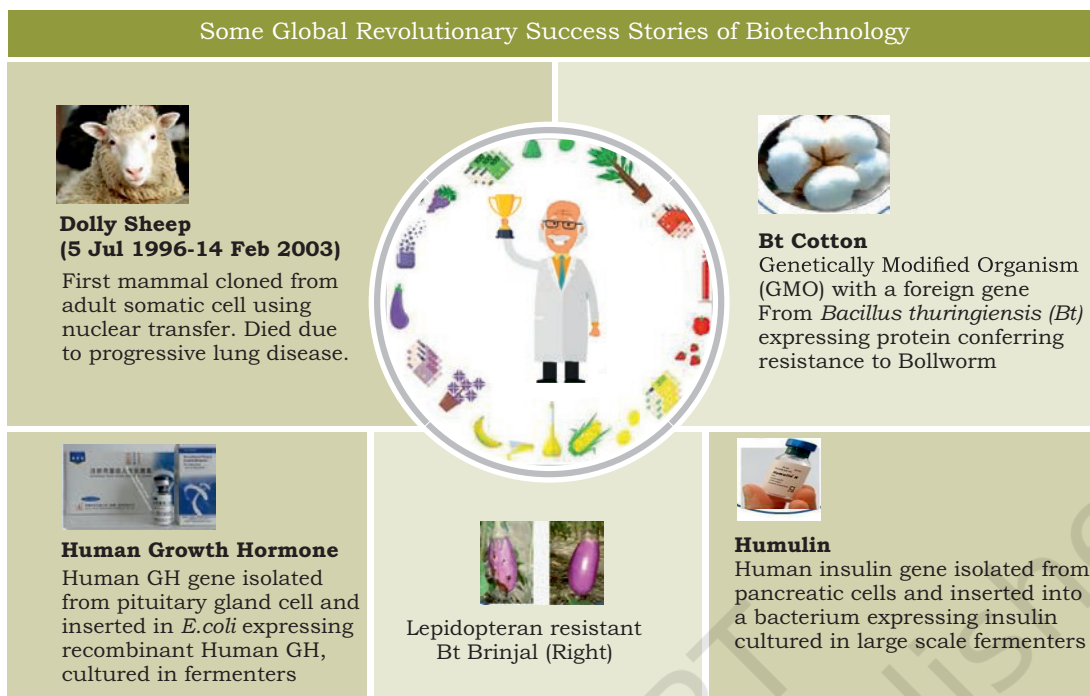 Some Global Revolutionary Success Stories of Biotechnology
Dolly Sheep
(5 Jul 1996-14 Feb 2003)
First mammal cloned from
adult somatic cell using
nuclear transfer. Died due
to progressive lung disease.
Bt Cotton
Genetically Modified Organism
(GMO) with a foreign gene
From Bacillus thuringiensis (Bt)
expressing protein conferring
resistance to Bollworm
Human Growth Hormone
Human GH gene isolated
from pituitary gland cell and
inserted in E.coli expressing
recombinant Human GH,
cultured in fermenters
Lepidopteran resistant
Bt Brinjal (Right)
Humulin
Human insulin gene isolated from
pancreatic cells and inserted into
a bacterium expressing insulin
cultured in large scale fermenters